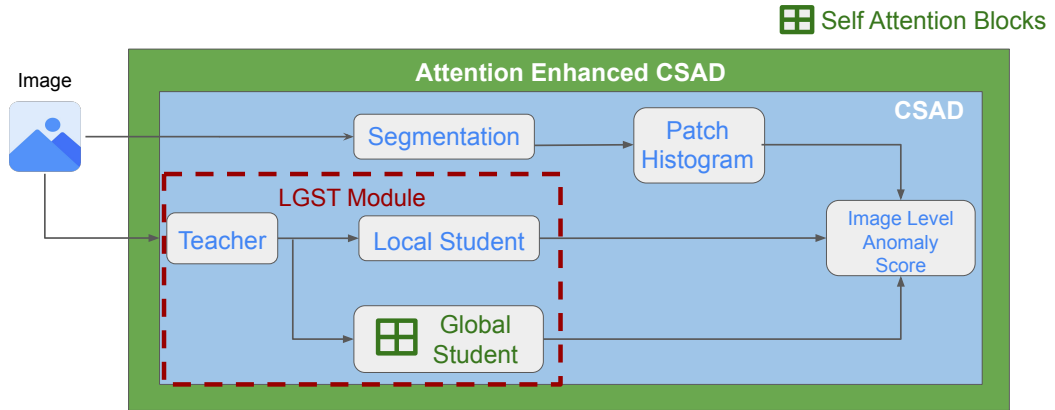 Self Attention Blocks
Attention Enhanced CSAD
Image
CSAD
Segmentation
Patch
Histogram
LGST Module
Teacher
Local Student
Image Level
Anomaly
Score
Global
Student